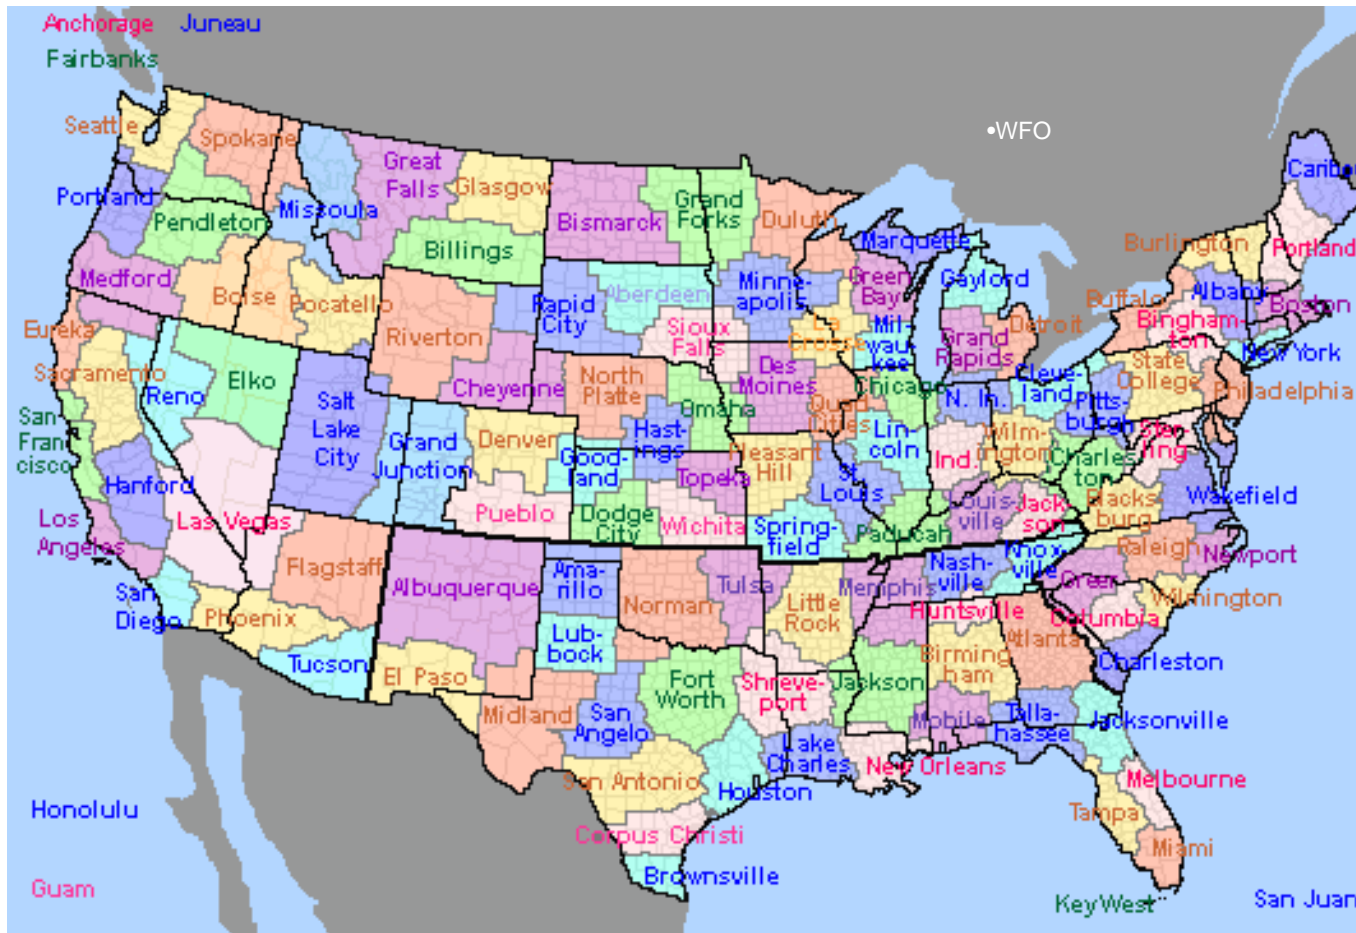 Anchorage Juneau
Fairbanks
•WFO
Seattle
Spokane
Great
Falls
Glasgow
Portland
Missoula
Pendleton
Billings
Bismarck
Grand
Forks
Duluth
Marquette
Caribo
Burlington
Portland
Medford
Boise
Pocatello
Rapid
City
Aberdeen
Minne-
apolis
Green
Bay
Gaylord
Buffalo
Albany
Boston
Eureka
Riverton
Sioux
Falls
La
Crosse
Mil-
wau-
kee
Grand
Rapids
Detroit
Bingham-
ton
New York
Sacramento
Reno
Elko
Salt
Lake
City
Cheyenne
North
Platte
Des
Moines
Omaha
Quad
Cities
Chicago
N. In.
Cleve-
land
State
College
Pitts-
burgh
Philadelphia
San
Fran
cisco
Grand
Junction
Denver
Hast-
ings
Good-
land
Pleasant
Hill
Lin-
coln
Ind.
Wilm-
ington
Charles
ton
Ster-
ling
Hanford
Las Vegas
Pueblo
Dodge
City
Topeka
Wichita
St.
Louis
Spring-
field
Paducah
Louis-
ville
Jack
son
Blacks
burg
Wakefield
Los
Angeles
Flagstaff
Albuquerque
Ama-
rillo
Norman
Tulsa
Little
Rock
Memphis
Nash-
ville
Knox-
ville
Raleigh
Newport
San
Diego
Phoenix
Tucson
El Paso
Lub-
bock
Huntsville
Greer
Columbia
Wilmington
Atlanta
Birming
ham
Charleston
Midland
San
Angelo
Fort
Worth
Shreve-
port
Jackson
Mobile
Talla-
hassee
Jacksonville
San Antonio
Houston
Lake
Charles
New Orleans
Melbourne
Tampa
Miami
Honolulu
Corpus Christi
Brownsville
Guam
Key West
San Juan